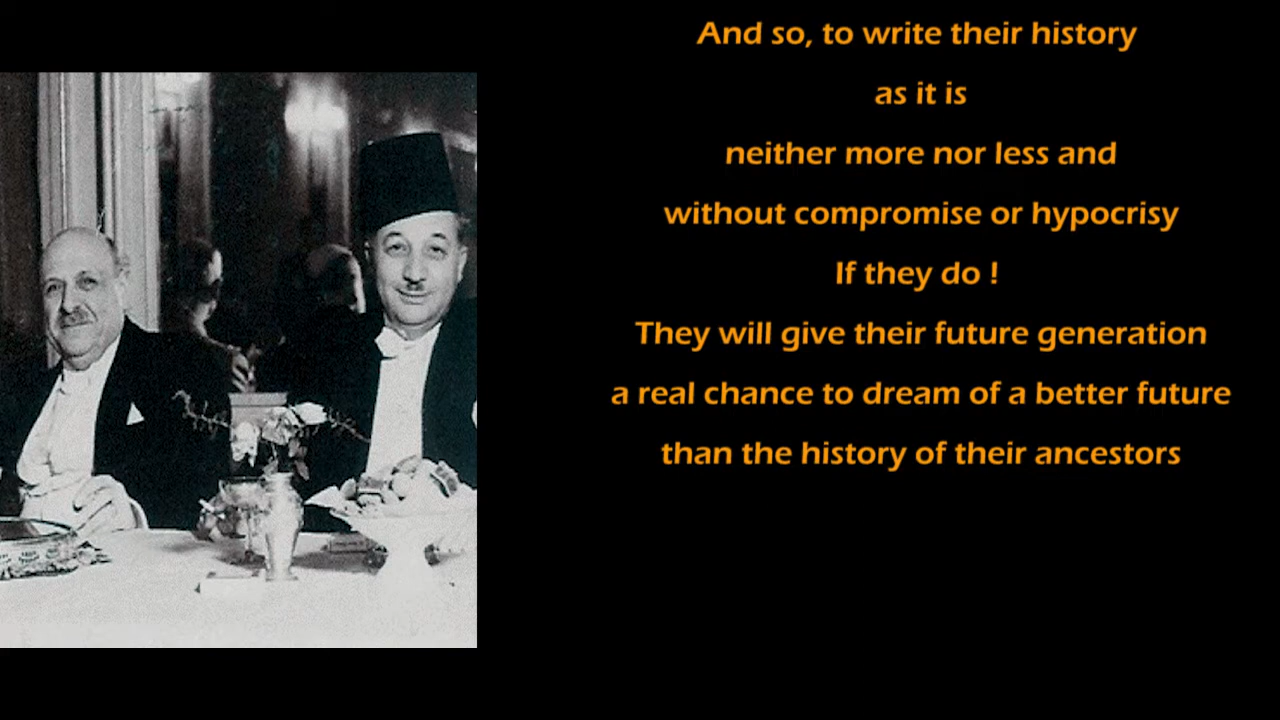 And so, to write their history
as it is
neither more nor less and
without compromise or hypocrisy
If they do !
They will give their future generation
a real chance to dream of a better future
than the history of their ancestors